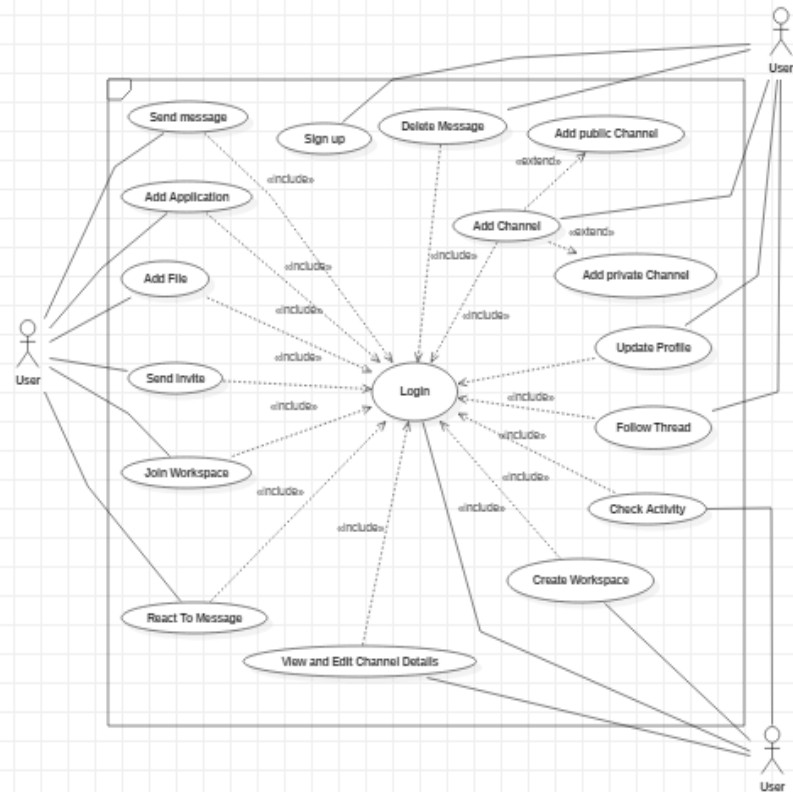 User
Send message
Sign up
Delete Message
Add public Channel
«extend»
«include»
Add Application
Add Channel
«extend»
«include»
«include»
Add File
Add private Channel
«include»
«include»
User
Update Profile
«include»
User
Send Invite
Login
«include»
«include»
Follow Thread
«include»
Join Workspace
«include»
«include»
«include»
Check Activity
«include»
Create Workspace
React To Message
View and Edit Channel Details
User